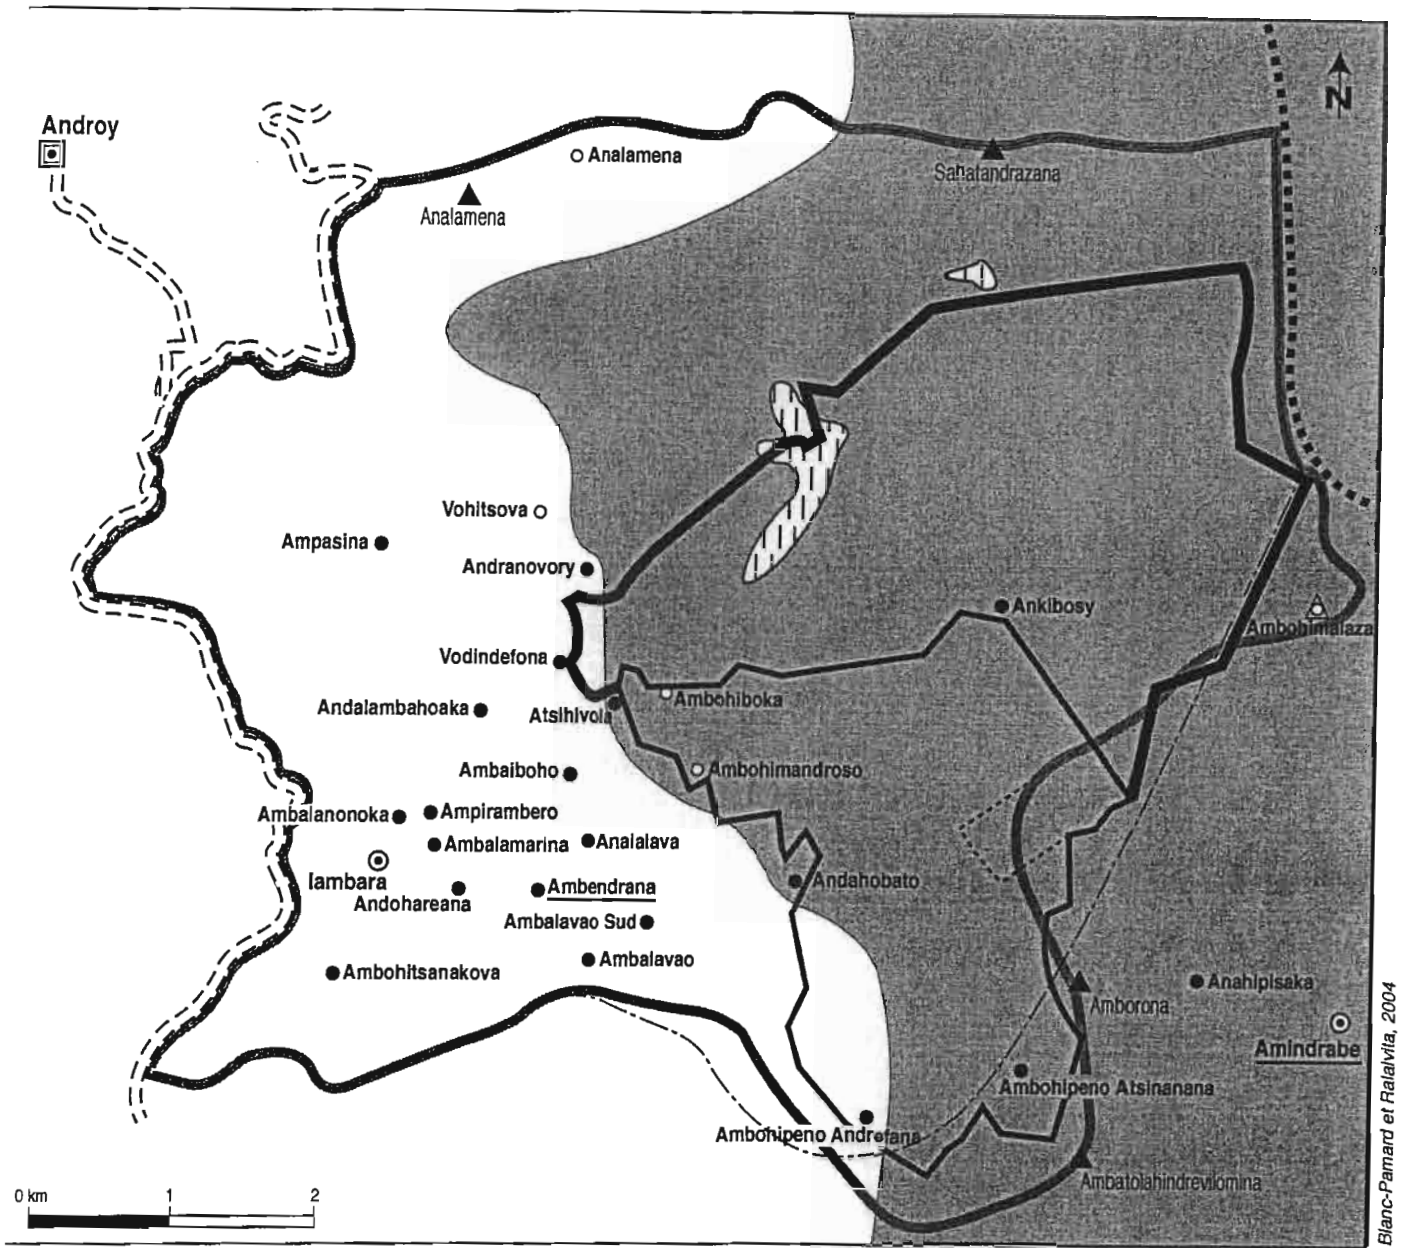 N
Androy
Analamena
Analamena
Sahatandrazana
Vohitsova
Ampasina
Andranovory
Ankibosy
Ambohimalaza
Vodindefona
Ambohiboka
Andalambahoaka
Atsihivola
Ambaiboho
Ambohimandroso
Ambalanonoka
Ampirambero
Ambalamarina
Analalava
Iambara
Andahobato
Andohareana
Ambendrana
Ambalavao Sud
Ambalavao
Ambohitsanakova
Anahipisaka
Amborona
Amindrabe
Ambohipeno Atsinanana
Ambohipeno Andrefana
Ambatolahindrevilomina
0 km 1 2
Blanc-Pamard et Ralaivita, 2004